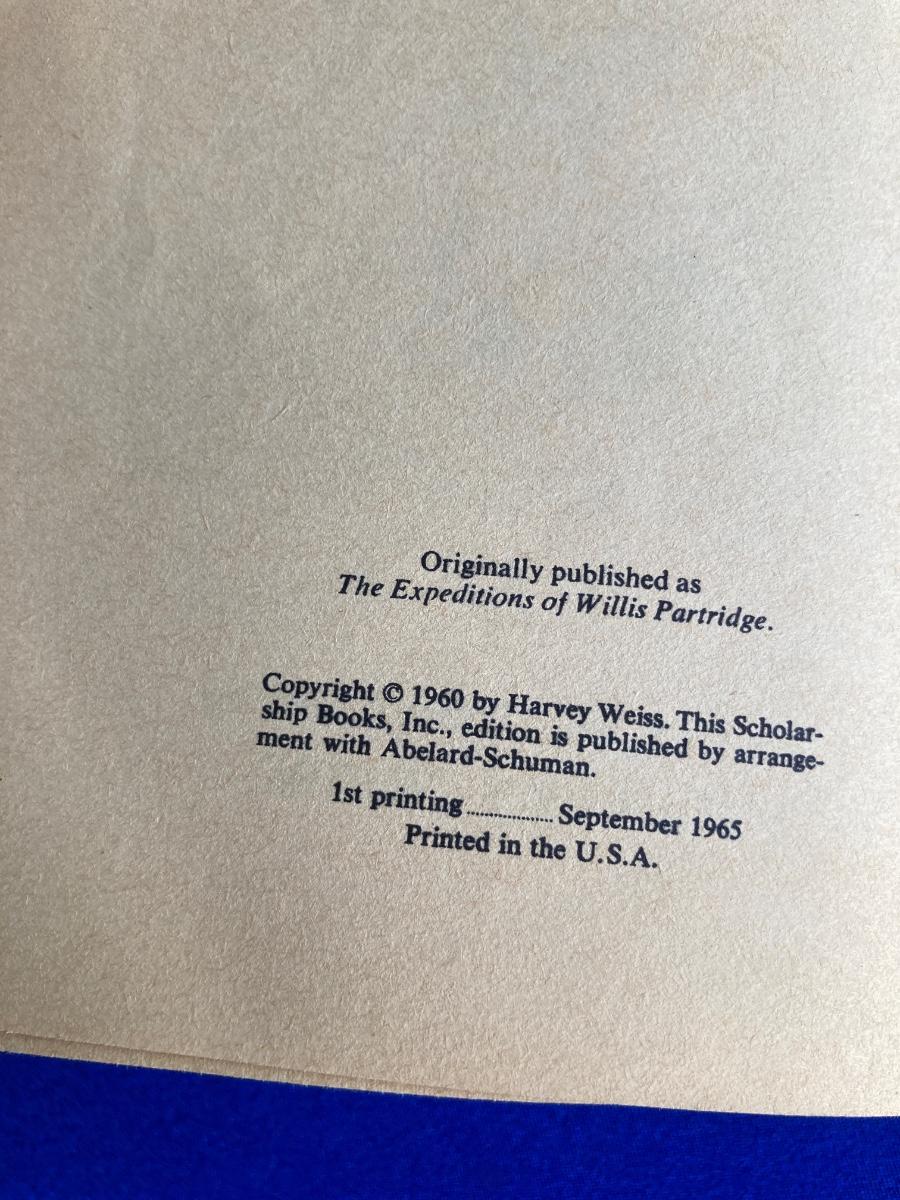 Originally published as
The Expeditions of Willis Partridge.
Copyright © 1960 by Harvey Weiss. This Scholar-
ship Books, Inc., edition is published by arrange-
ment with Abelard-Schuman.
1st printing .................... September 1965
Printed in the U.S.A.